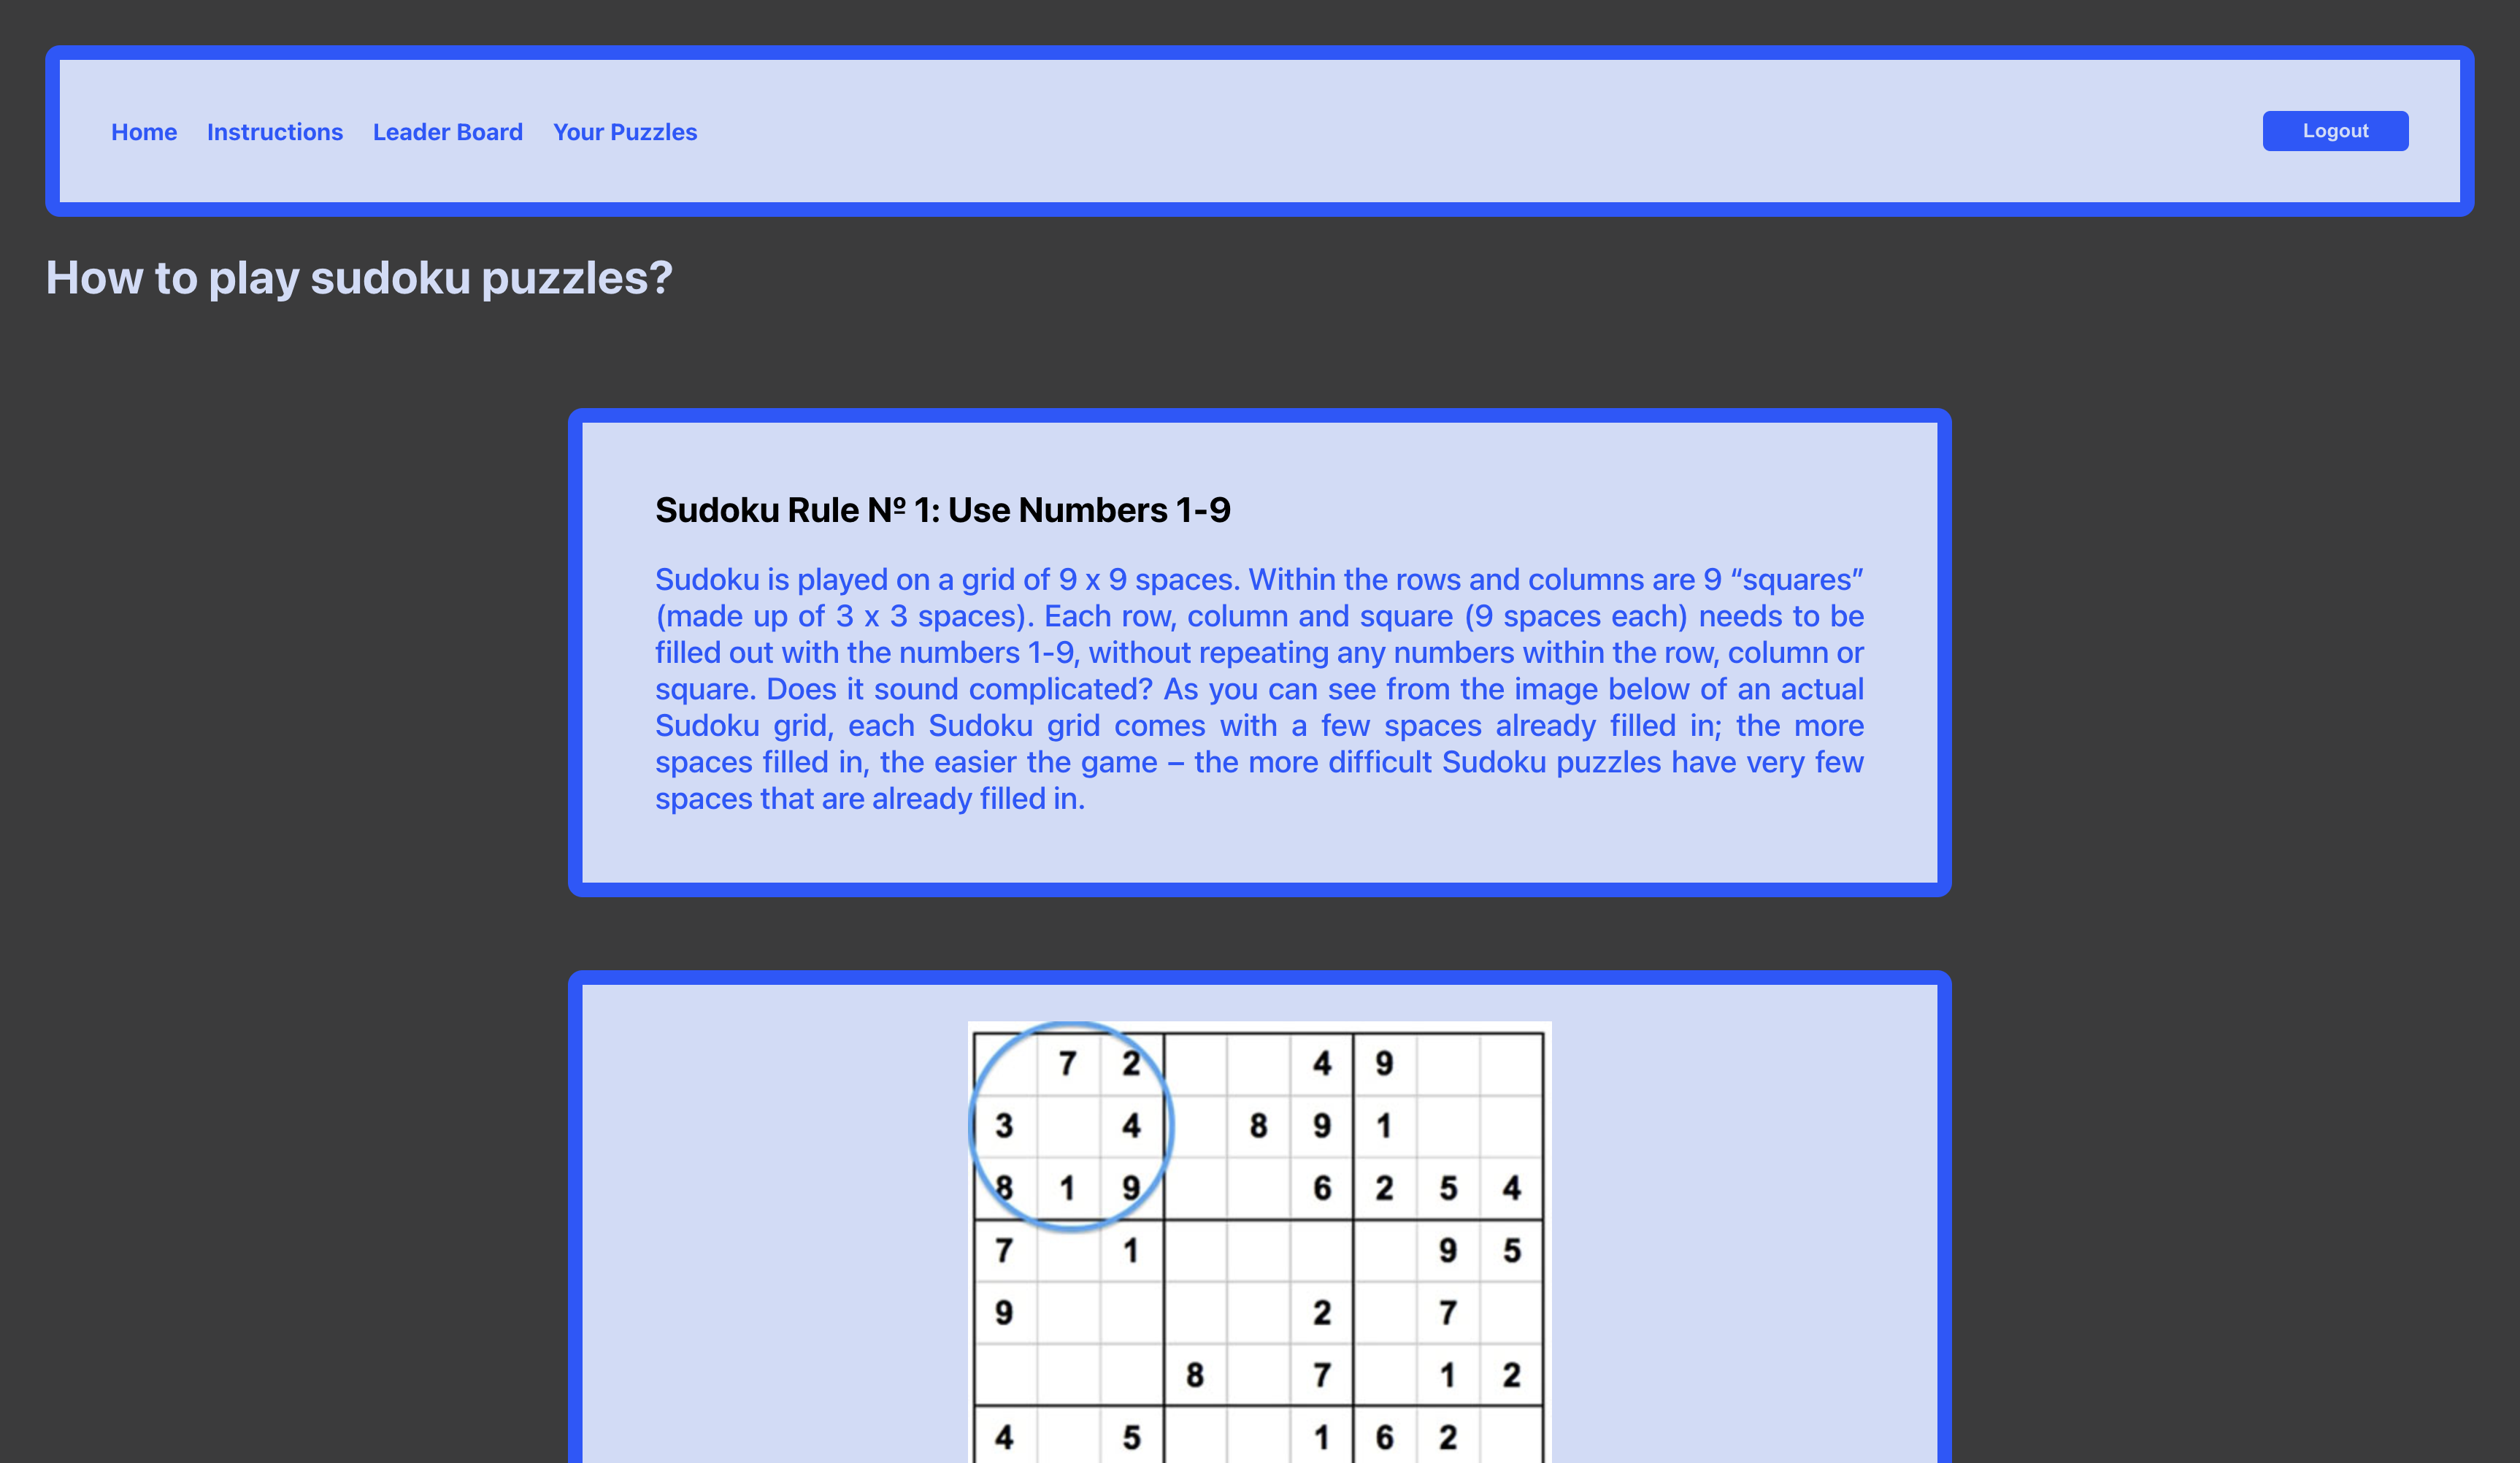 Home Instructions Leader Board Your Puzzles Logout
How to play sudoku puzzles?
Sudoku Rule Nº 1: Use Numbers 1-9
Sudoku is played on a grid of 9 x 9 spaces. Within the rows and columns are 9 “squares”
(made up of 3 x 3 spaces). Each row, column and square (9 spaces each) needs to be
filled out with the numbers 1-9, without repeating any numbers within the row, column or
square. Does it sound complicated? As you can see from the image below of an actual
Sudoku grid, each Sudoku grid comes with a few spaces already filled in; the more
spaces filled in, the easier the game – the more difficult Sudoku puzzles have very few
spaces that are already filled in.
7 2 4 9
3 4 8 9 1
8 1 9 6 2 5 4
7 1 9 5
9 2 7
8 7 1 2
4 5 1 6 2